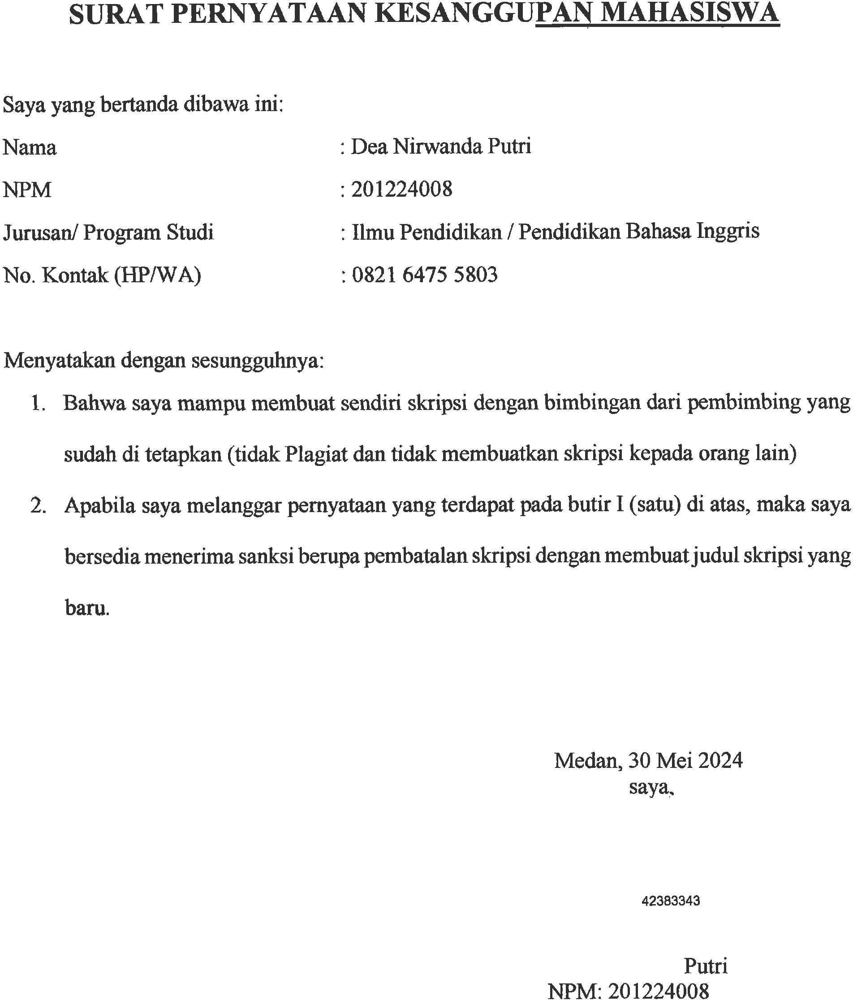 SURAT PERNYATAAN KESANGGUPAN MAHASISWA
Saya yang bertanda dibawa ini:
Nama : Dea Nirwanda Putri
NPM : 201224008
Jurusan/ Program Studi : Ilmu Pendidikan / Pendidikan Bahasa Inggris
No. Kontak (HP/WA) : 0821 6475 5803
Menyatakan dengan sesungguhnya:
1. Bahwa saya mampu membuat sendiri skripsi dengan bimbingan dari pembimbing yang
sudah di tetapkan (tidak Plagiat dan tidak membuatkan skripsi kepada orang lain)
2. Apabila saya melanggar pernyataan yang terdapat pada butir I (satu) di atas, maka saya
bersedia menerima sanksi berupa pembatalan skripsi dengan membuat judul skripsi yang
baru.
Medan, 30 Mei 2024
saya,
42383343
Putri
NPM: 201224008